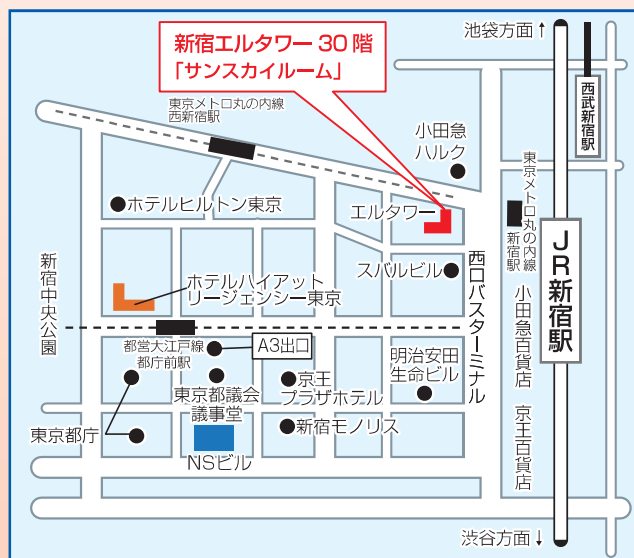 池袋方面↑
新宿エルタワー 30 階
「サンスカイルーム」
西武新宿駅
東京メトロ丸の内線
西新宿駅
小田急
ハルク
東京メトロ丸の内線
新宿駅
ホテルヒルトン東京
エルタワー
JR新宿駅
新宿中央公園
スバルビル
西口バスターミナル
ホテルハイアット
リージェンシー東京
小田急百貨店
都営大江戸線
都庁前駅
A3出口
明治安田
生命ビル
東京都議会
議事堂
京王
プラザホテル
京王百貨店
東京都庁
新宿モノリス
NSビル
渋谷方面↓